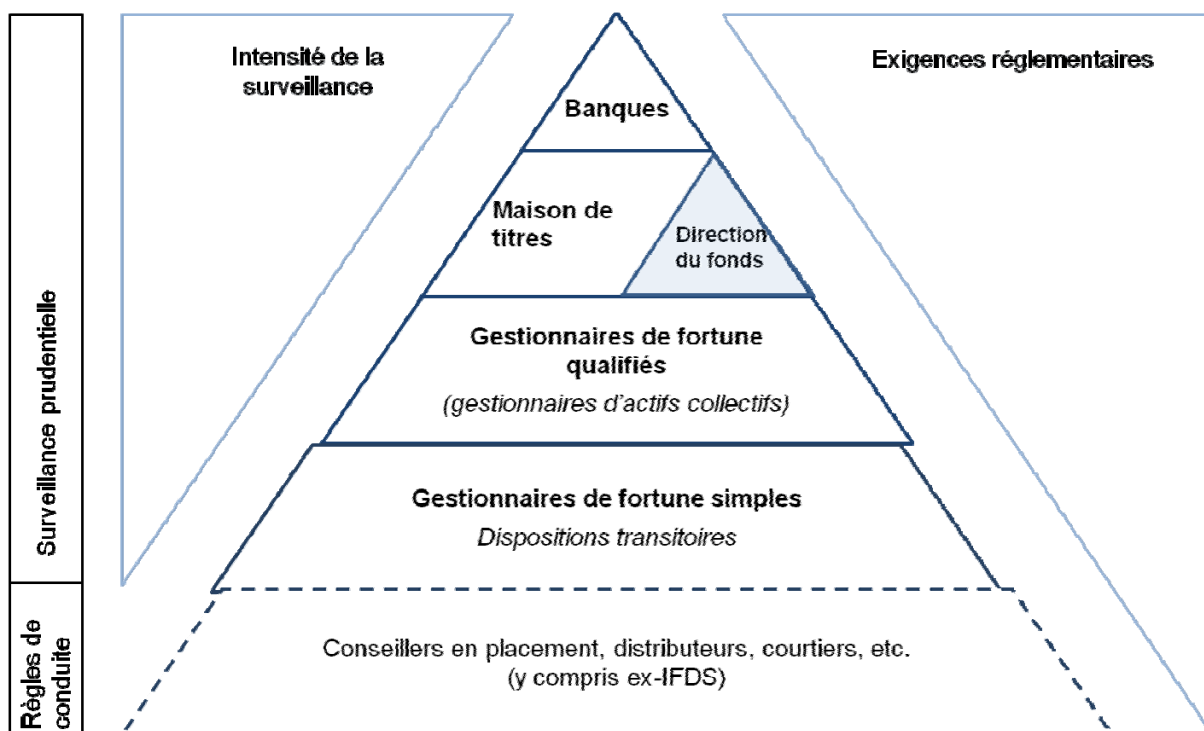 Intensité de la
surveillance
Exigences réglementaires
Banques
Maison de
titres
Direction
du fonds
Gestionnaires de fortune
qualifiés
(gestionnaires d'actifs collectifs)
Gestionnaires de fortune simples
Dispositions transitoires
Conseillers en placement, distributeurs, courtiers, etc.
(y compris ex-IFDS)
Surveillance prudentielle
Règles de
conduite